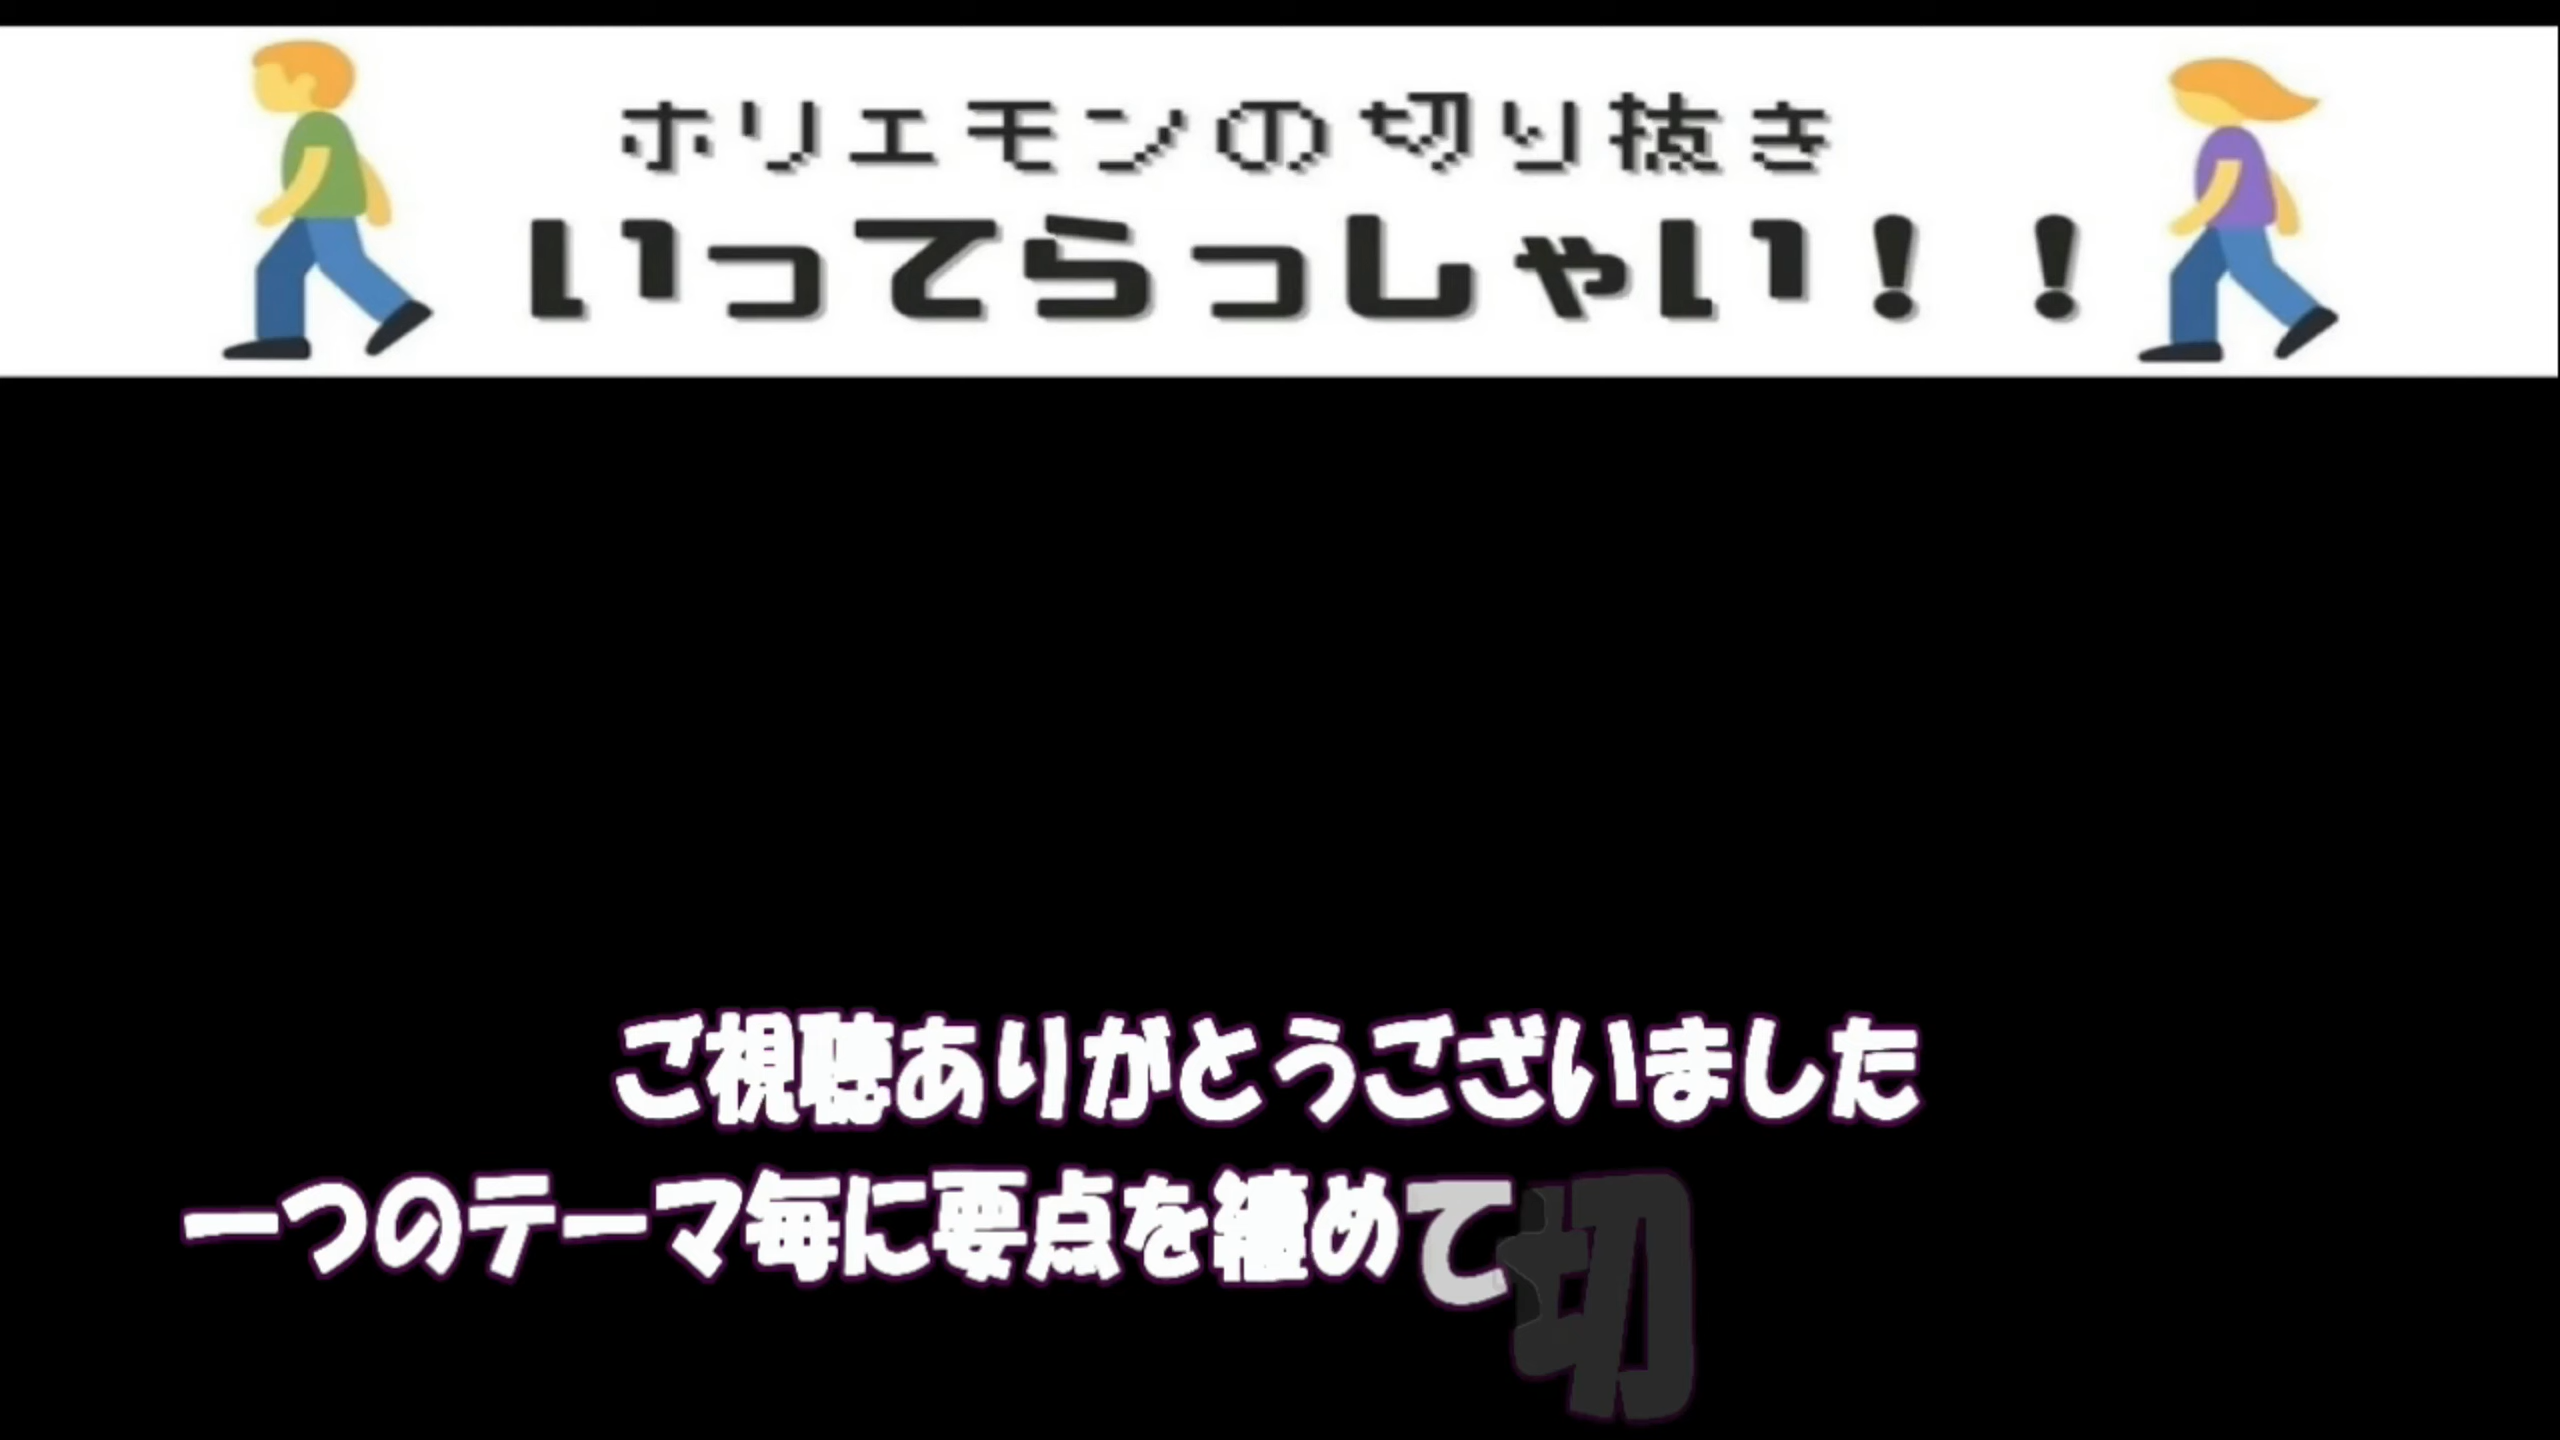 ホリエモンの切り抜き
いってらっしゃい！！
ご視聴ありがとうございました
一つのテーマ毎に要点を纏めて切